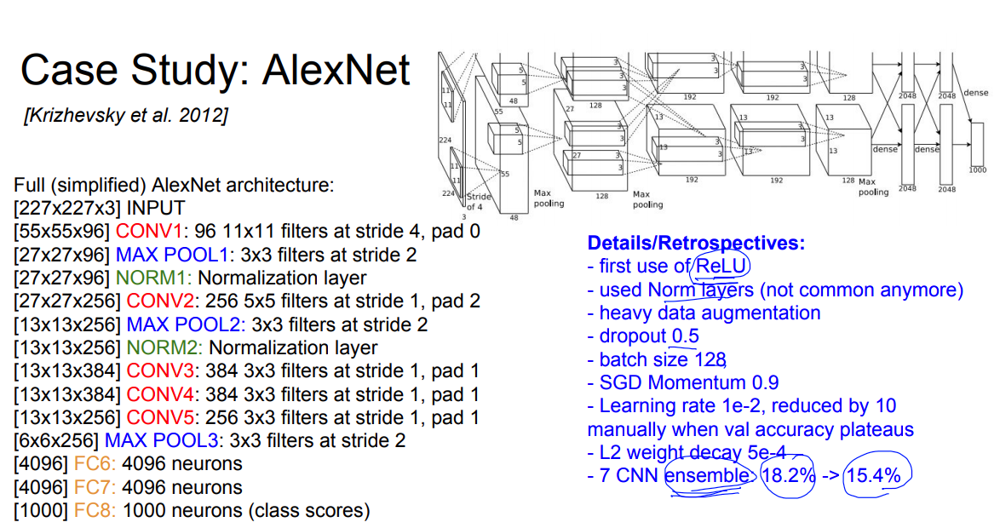 Case Study: AlexNet
[Krizhevsky et al. 2012]
Full (simplified) AlexNet architecture:
[227x227x3] INPUT
[55x55x96] CONV1: 96 11x11 filters at stride 4, pad 0
[27x27x96] MAX POOL1: 3x3 filters at stride 2
[27x27x96] NORM1: Normalization layer
[27x27x256] CONV2: 256 5x5 filters at stride 1, pad 2
[13x13x256] MAX POOL2: 3x3 filters at stride 2
[13x13x256] NORM2: Normalization layer
[13x13x384] CONV3: 384 3x3 filters at stride 1, pad 1
[13x13x384] CONV4: 384 3x3 filters at stride 1, pad 1
[13x13x256] CONV5: 256 3x3 filters at stride 1, pad 1
[6x6x256] MAX POOL3: 3x3 filters at stride 2
[4096] FC6: 4096 neurons
[4096] FC7: 4096 neurons
[1000] FC8: 1000 neurons (class scores)
11
11
5
5
48
55
3
3
3
3
128
27
3
3
192
3
3
192
128
2048
2048
dense
224
11
11
224
3
Stride
of 4
5
5
55
48
Max
pooling
3
3
27
3
3
128
Max
pooling
13
3
3
13
192
13
3
3
13
192
13
13
128
Max
pooling
dense
dense
2048
2048
1000
Details/Retrospectives:
- first use of ReLU
- used Norm layers (not common anymore)
- heavy data augmentation
- dropout 0.5
- batch size 128
- SGD Momentum 0.9
- Learning rate 1e-2, reduced by 10
manually when val accuracy plateaus
- L2 weight decay 5e-4
- 7 CNN ensemble: 18.2% -> 15.4%